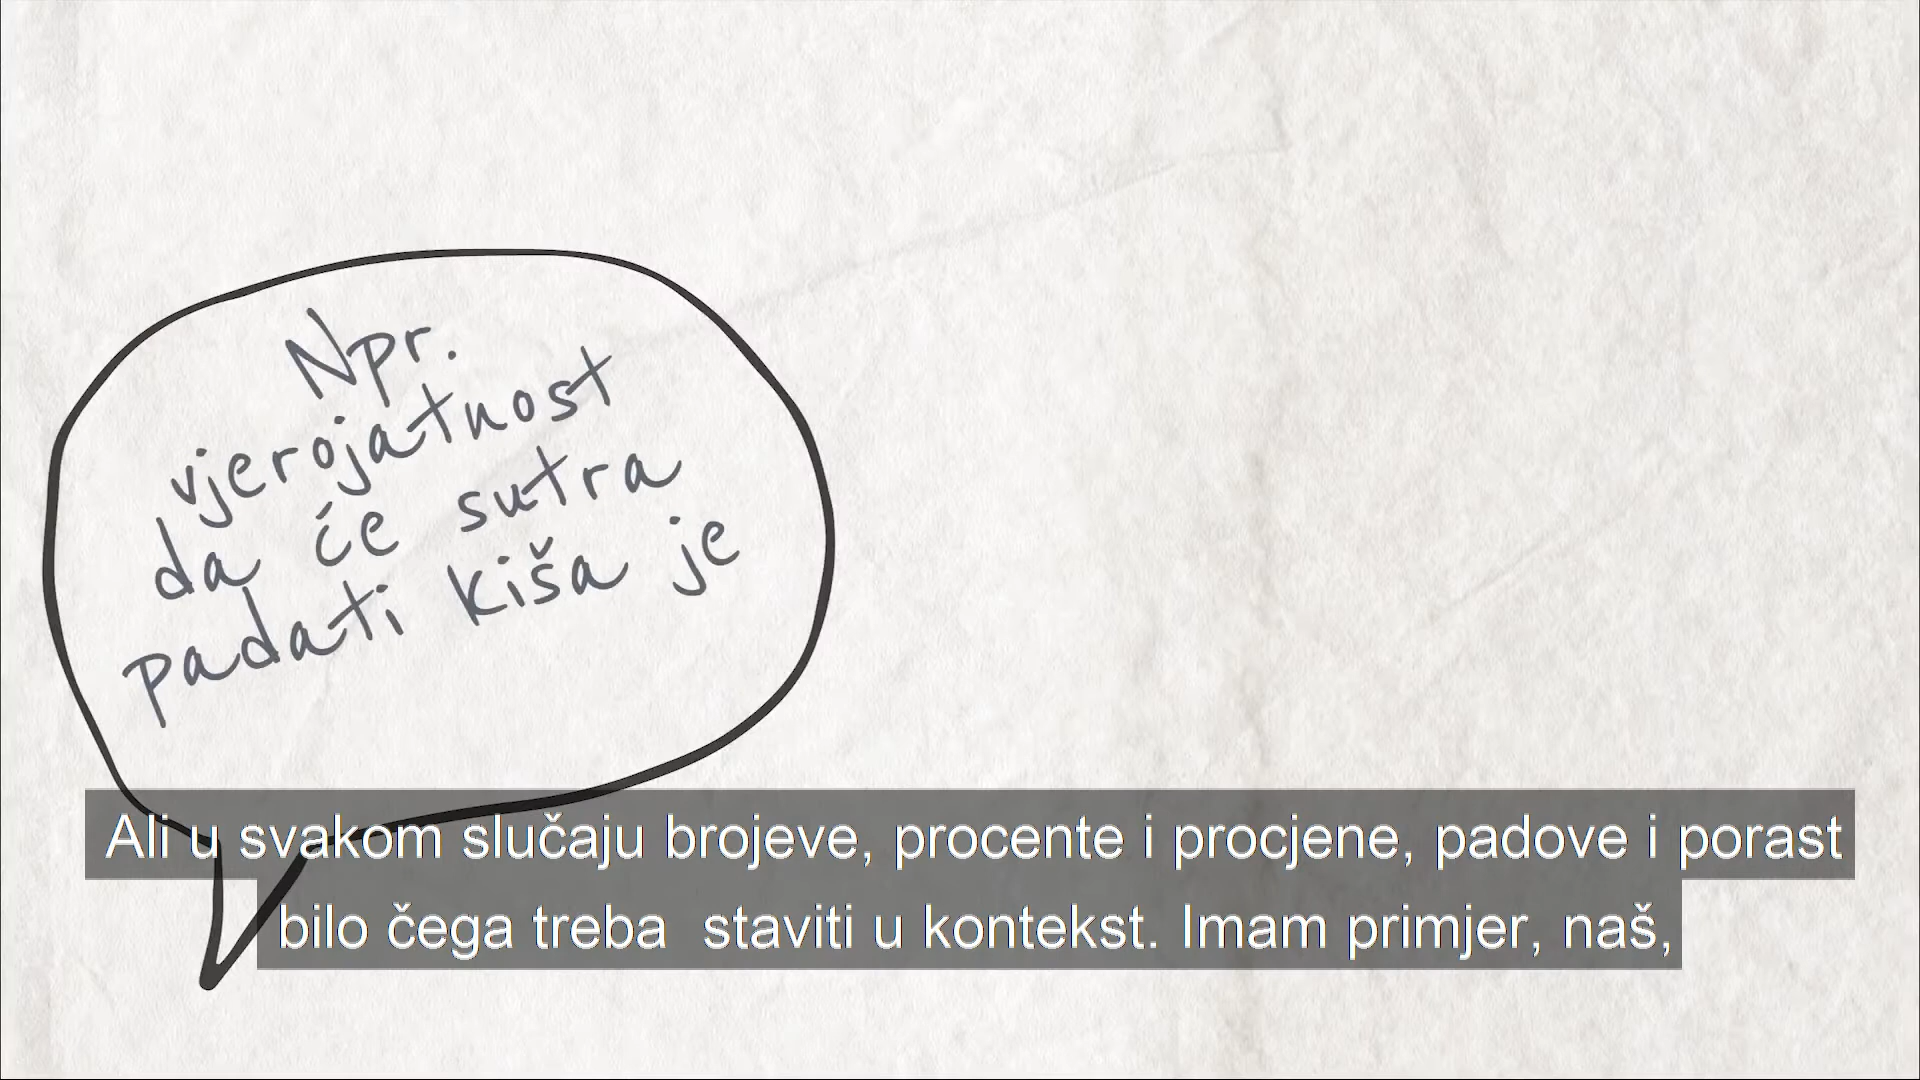 Npr.
vjerojatnost
da će sutra
padati kiša je
Ali u svakom slučaju brojeve, procente i procjene, padove i porast
bilo čega treba  staviti u kontekst. Imam primjer, naš,